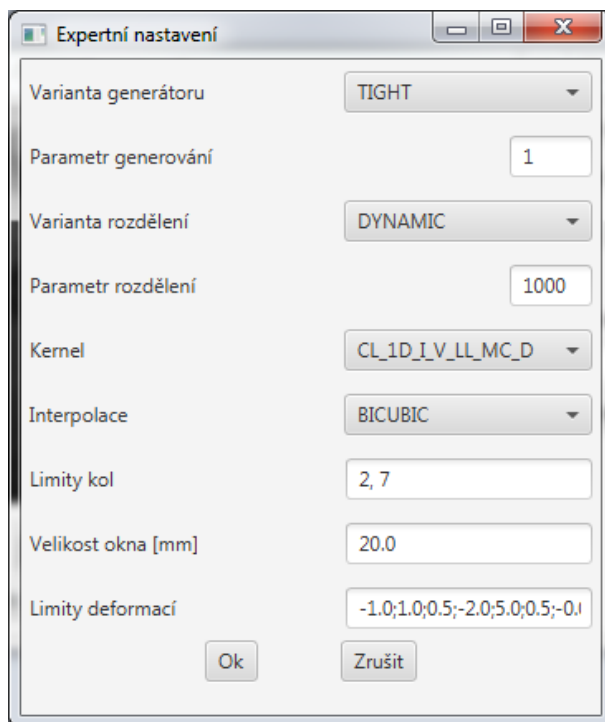 Expertní nastavení
Varianta generátoru TIGHT
Parametr generování 1
Varianta rozdělení DYNAMIC
Parametr rozdělení 1000
Kernel CL_1D_I_V_LL_MC_D
Interpolace BICUBIC
Limity kol 2, 7
Velikost okna [mm] 20.0
Limity deformací -1.0;1.0;0.5;-2.0;5.0;0.5;-0.
Ok Zrušit